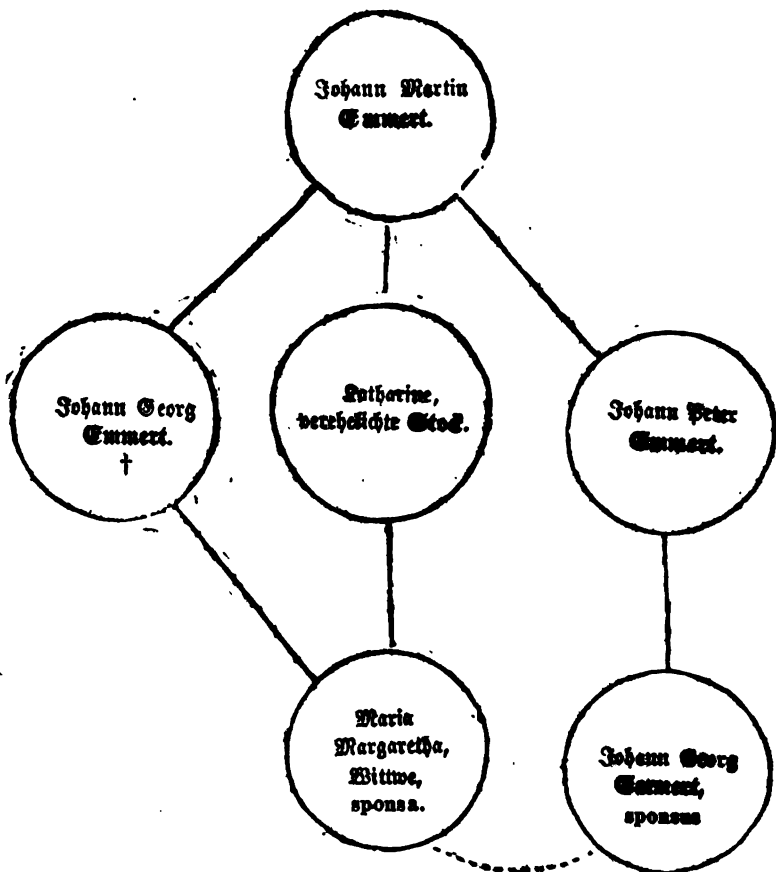 Johann Martin
Emmert.
Johann Georg
Emmert.
†
Katharine,
verehelichte Stock.
Johann Peter
Emmert.
Maria
Margaretha,
Wittwe,
sponsa.
Johann Georg
Emmert,
sponsus